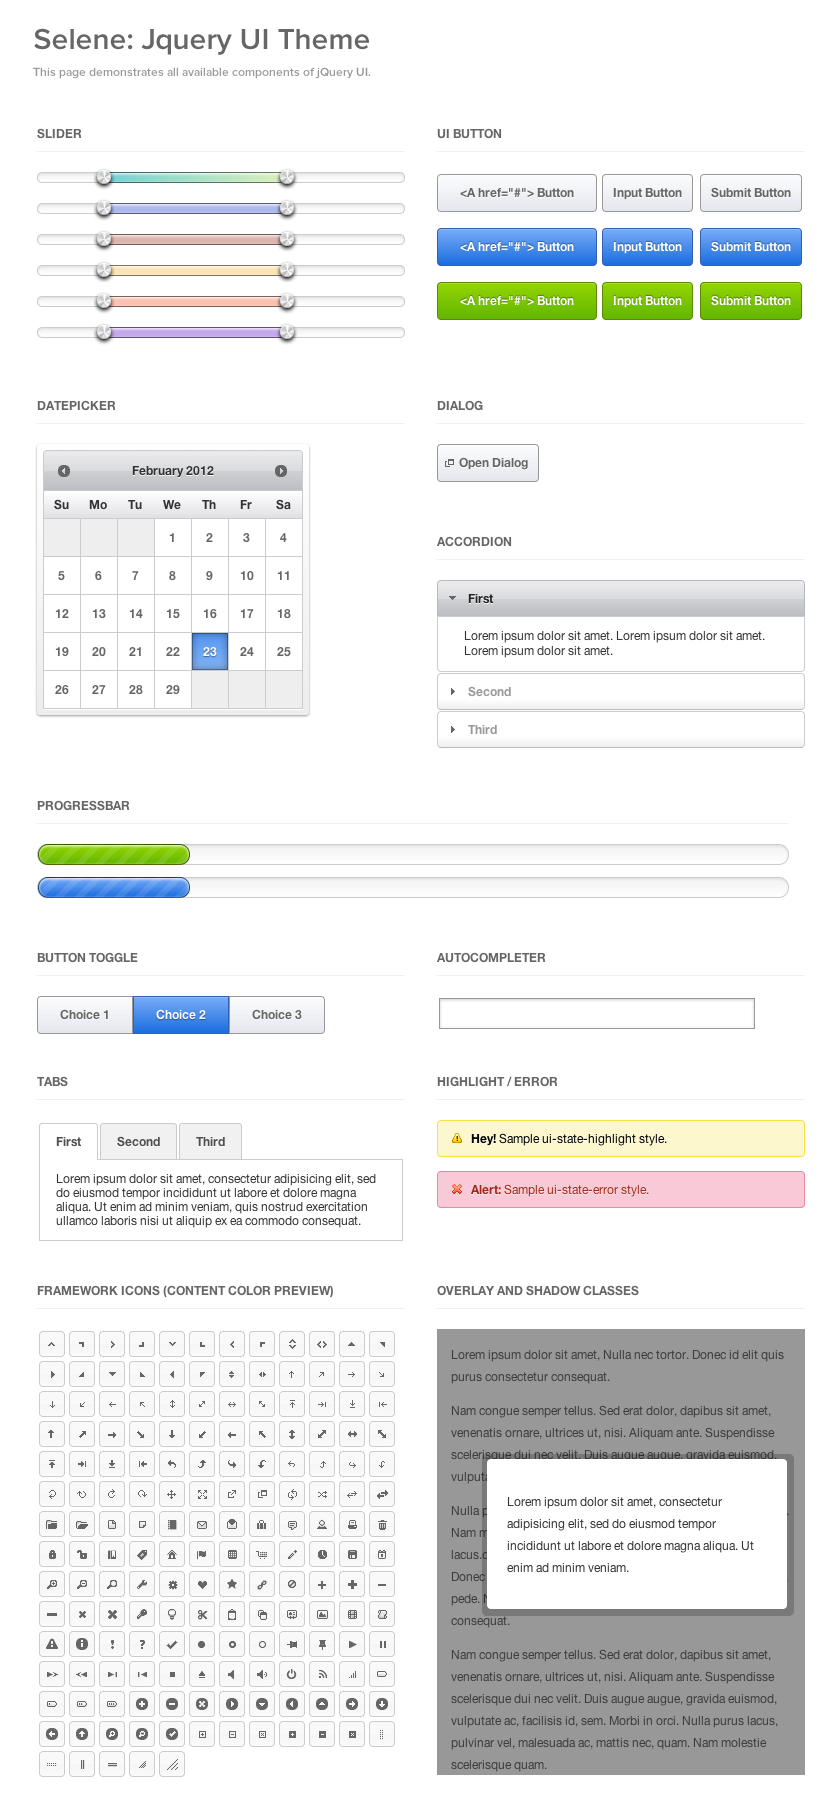 Selene: Jquery UI Theme
This page demonstrates all available components of jQuery UI.
SLIDER
UI BUTTON
<A href="#"> Button
Input Button
Submit Button
<A href="#"> Button
Input Button
Submit Button
<A href="#"> Button
Input Button
Submit Button
DATEPICKER
February 2012
Su Mo Tu We Th Fr Sa
1 2 3 4
5 6 7 8 9 10 11
12 13 14 15 16 17 18
19 20 21 22 23 24 25
26 27 28 29
DIALOG
Open Dialog
ACCORDION
First
Lorem ipsum dolor sit amet. Lorem ipsum dolor sit amet.
Lorem ipsum dolor sit amet.
Second
Third
PROGRESSBAR
BUTTON TOGGLE
Choice 1
Choice 2
Choice 3
AUTOCOMPLETER
TABS
First
Second
Third
Lorem ipsum dolor sit amet, consectetur adipisicing elit, sed
do eiusmod tempor incididunt ut labore et dolore magna
aliqua. Ut enim ad minim veniam, quis nostrud exercitation
ullamco laboris nisi ut aliquip ex ea commodo consequat.
HIGHLIGHT / ERROR
Hey! Sample ui-state-highlight style.
Alert: Sample ui-state-error style.
FRAMEWORK ICONS (CONTENT COLOR PREVIEW)
OVERLAY AND SHADOW CLASSES
Lorem ipsum dolor sit amet, Nulla nec tortor. Donec id elit quis
purus consectetur consequat.
Nam congue semper tellus. Sed erat dolor, dapibus sit amet,
venenatis ornare, ultrices ut, nisi. Aliquam ante. Suspendisse
scelerisque dui nec velit. Duis augue augue, gravida euismod,
Nulla
Nam
lacus.
Donec
pede.
consequat.
Lorem ipsum dolor sit amet, consectetur
adipisicing elit, sed do eiusmod tempor
incididunt ut labore et dolore magna aliqua. Ut
enim ad minim veniam.
Nam congue semper tellus. Sed erat dolor, dapibus sit amet,
venenatis ornare, ultrices ut, nisi. Aliquam ante. Suspendisse
scelerisque dui nec velit. Duis augue augue, gravida euismod,
vulputate ac, facilisis id, sem. Morbi in orci. Nulla purus lacus,
pulvinar vel, malesuada ac, mattis nec, quam. Nam molestie
scelerisque quam.